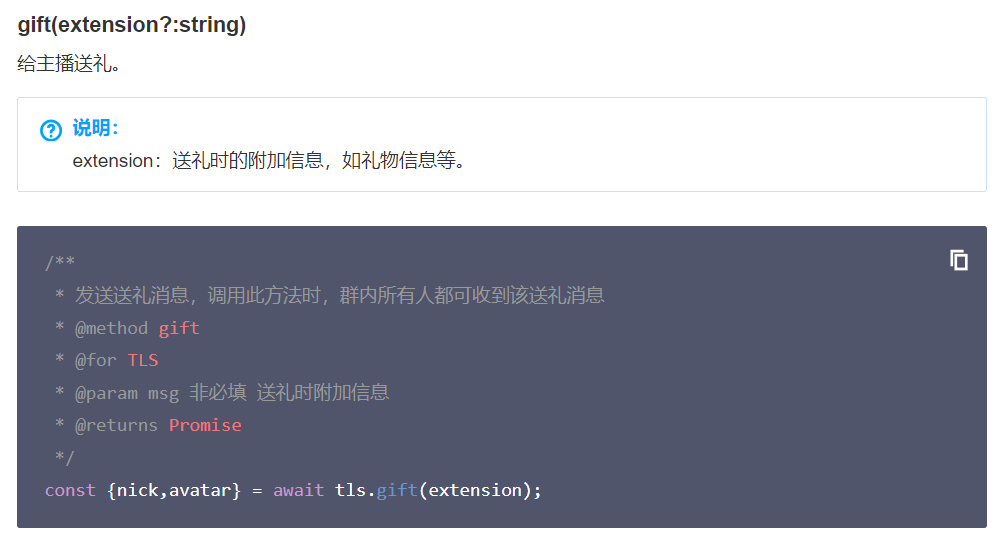 gift(extension?:string)
给主播送礼。
说明：
extension：送礼时的附加信息，如礼物信息等。
/**
 * 发送送礼消息，调用此方法时，群内所有人都可收到该送礼消息
 * @method gift
 * @for TLS
 * @param msg 非必填 送礼时附加信息
 * @returns Promise
 */
const {nick,avatar} = await tls.gift(extension);